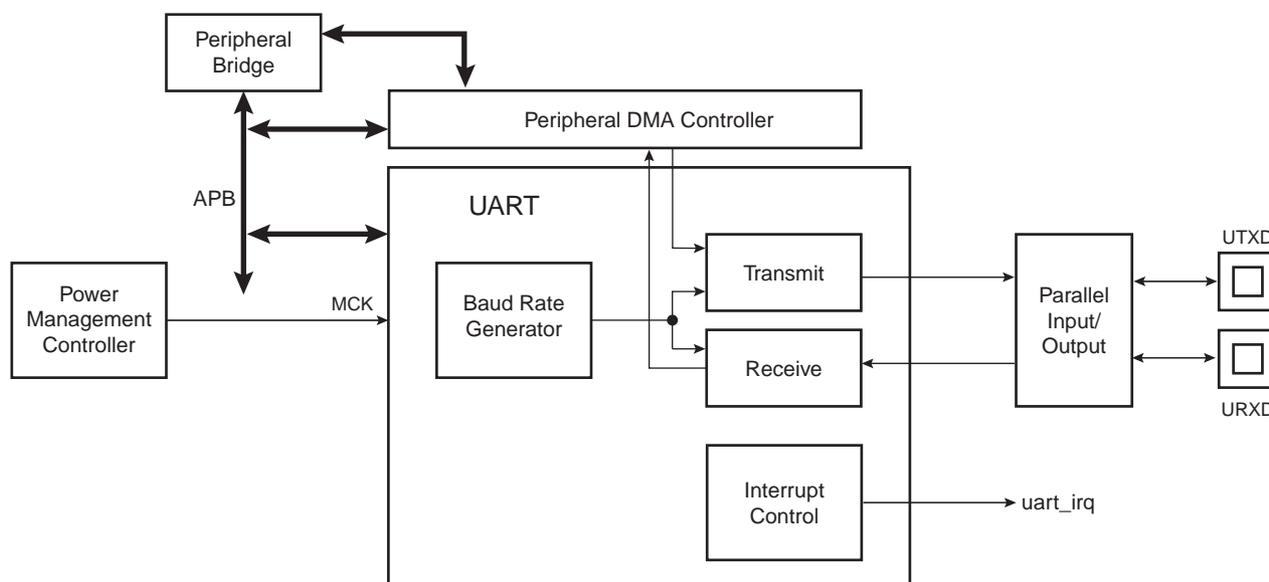 Peripheral
Bridge
Peripheral DMA Controller
APB
UART
UTXD
Power
Management
Controller
MCK
Baud Rate
Generator
Transmit
Parallel
Input/
Output
Receive
URXD
Interrupt
Control
uart_irq